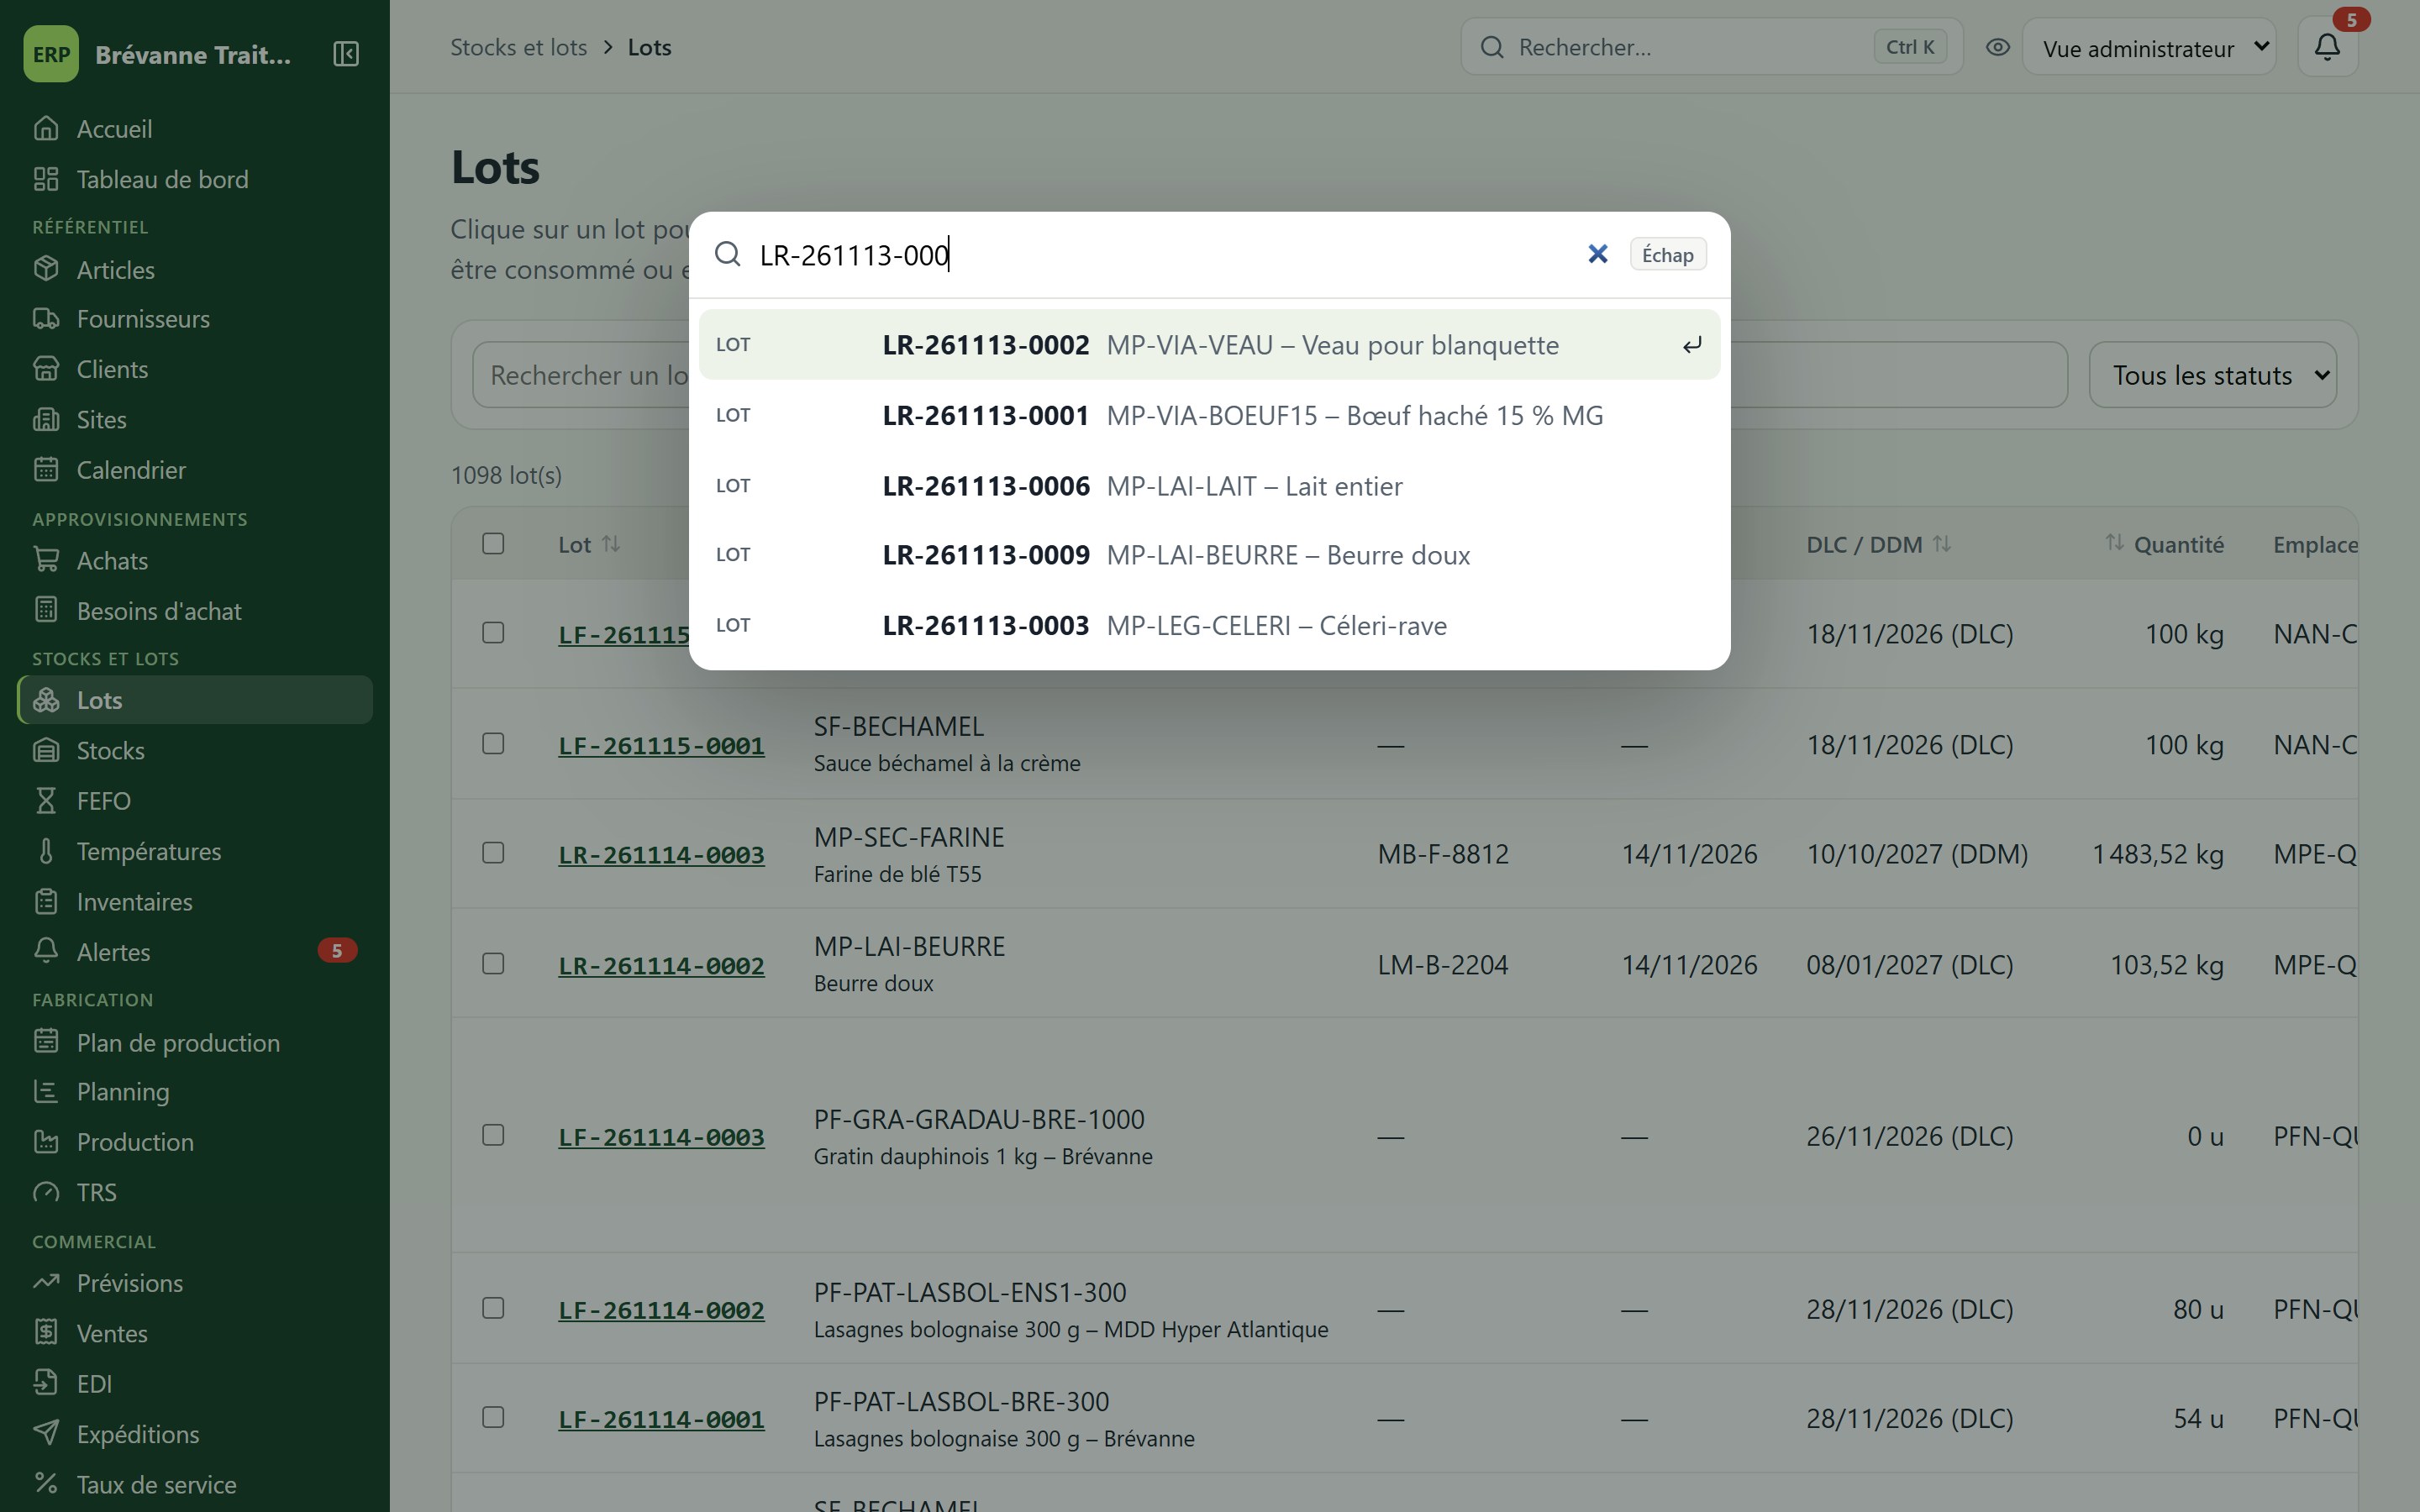 ERP Brévanne Trait...
Accueil
Tableau de bord
RÉFÉRENTIEL
Articles
Fournisseurs
Clients
Sites
Calendrier
APPROVISIONNEMENTS
Achats
Besoins d'achat
STOCKS ET LOTS
Lots
Stocks
FEFO
Températures
Inventaires
Alertes 5
FABRICATION
Plan de production
Planning
Production
TRS
COMMERCIAL
Prévisions
Ventes
EDI
Expéditions
Taux de service
Stocks et lots > Lots
Rechercher... Ctrl K
Vue administrateur
5
Lots
Clique sur un lot
être consommé ou
Rechercher un
Tous les statuts
LR-261113-000
Échap
LOT LR-261113-0002 MP-VIA-VEAU – Veau pour blanquette
LOT LR-261113-0001 MP-VIA-BOEUF15 – Bœuf haché 15 % MG
LOT LR-261113-0006 MP-LAI-LAIT – Lait entier
LOT LR-261113-0009 MP-LAI-BEURRE – Beurre doux
LOT LR-261113-0003 MP-LEG-CELERI – Céleri-rave
1098 lot(s)
Lot DLC / DDM Quantité Emplace
LF-261115 18/11/2026 (DLC) 100 kg NAN-C
LF-261115-0001 SF-BECHAMEL — — 18/11/2026 (DLC) 100 kg NAN-C
Sauce béchamel à la crème
LR-261114-0003 MP-SEC-FARINE MB-F-8812 14/11/2026 10/10/2027 (DDM) 1 483,52 kg MPE-Q
Farine de blé T55
LR-261114-0002 MP-LAI-BEURRE LM-B-2204 14/11/2026 08/01/2027 (DLC) 103,52 kg MPE-Q
Beurre doux
LF-261114-0003 PF-GRA-GRADAU-BRE-1000 — — 26/11/2026 (DLC) 0 u PFN-QU
Gratin dauphinois 1 kg – Brévanne
LF-261114-0002 PF-PAT-LASBOL-ENS1-300 — — 28/11/2026 (DLC) 80 u PFN-QU
Lasagnes bolognaise 300 g – MDD Hyper Atlantique
LF-261114-0001 PF-PAT-LASBOL-BRE-300 — — 28/11/2026 (DLC) 54 u PFN-QU
Lasagnes bolognaise 300 g – Brévanne
SF-BECHAMEL